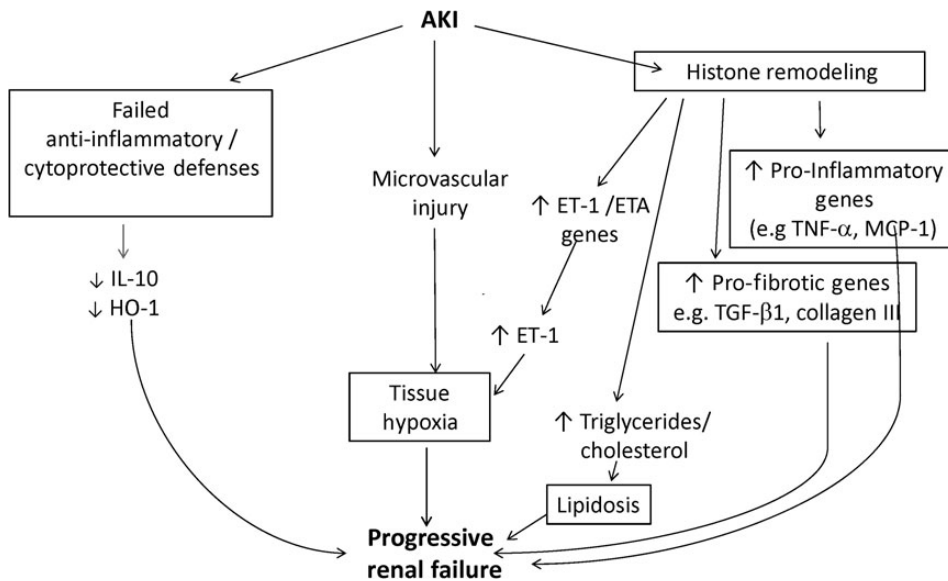 AKI
Histone remodeling
Failed
anti-inflammatory /
cytoprotective defenses
Microvascular
injury
↑ ET-1 /ETA
genes
↑ Pro-Inflammatory
genes
(e.g TNF-α, MCP-1)
↓ IL-10
↓ HO-1
↑ Pro-fibrotic genes
e.g. TGF-β1, collagen III
↑ ET-1
Tissue
hypoxia
↑ Triglycerides/
cholesterol
Lipidosis
Progressive
renal failure